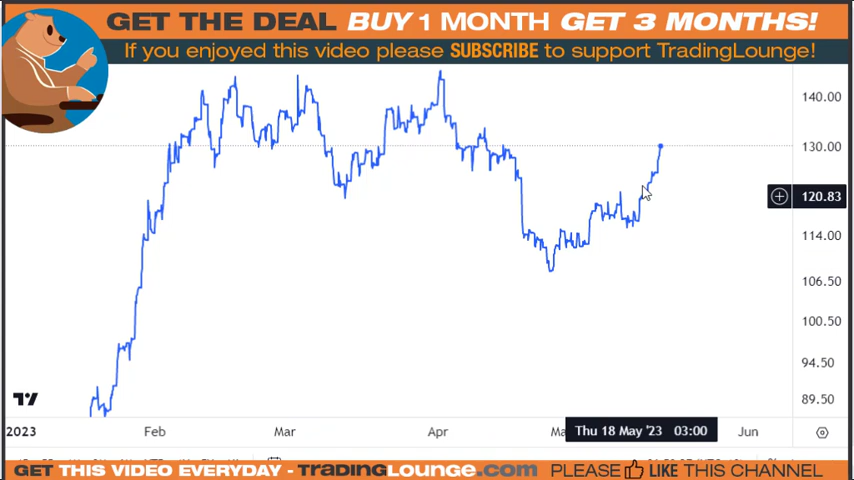 GET THE DEAL BUY 1 MONTH GET 3 MONTHS!
If you enjoyed this video please SUBSCRIBE to support TradingLounge!
140.00
130.00
120.83
114.00
106.50
100.50
94.50
89.50
2023 Feb Mar Apr Ma Thu 18 May '23 03:00 Jun
GET THIS VIDEO EVERYDAY - TRADINGLOUNGE.COM PLEASE LIKE THIS CHANNEL